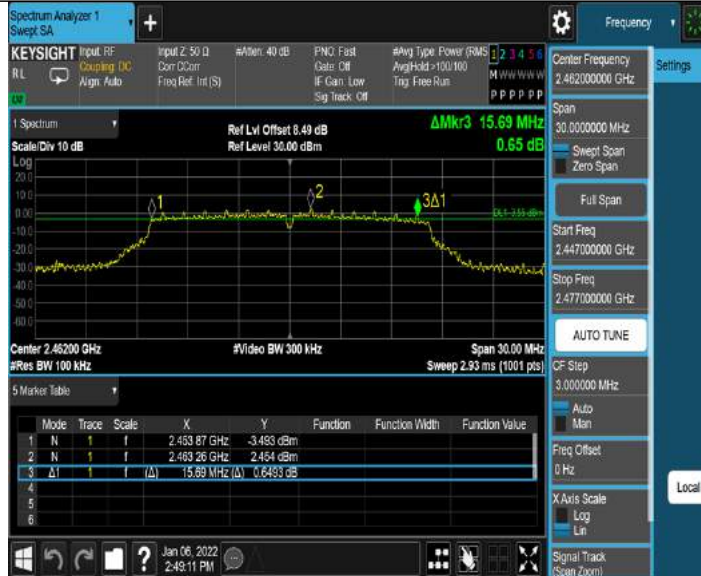 Spectrum Analyzer 1
Swept SA
+
Frequency
KEYSIGHT
RL
Input: RF
Coupling: DC
Align: Auto
Input Z: 50 Ω
Corr CCorr
Freq Ref: Int (S)
#Atten: 40 dB
PNO: Fast
Gate: Off
IF Gain: Low
Sig Track: Off
#Avg Type: Power (RMS
Avg|Hold:>100/100
Trig: Free Run
1 2 3 4 5 6
M W W W W W
P P P P P P
1 Spectrum
Scale/Div 10 dB
Ref Lvl Offset 8.49 dB
Ref Level 30.00 dBm
ΔMkr3 15.69 MHz
0.65 dB
Log
20.0
10.0
0.00
-10.0
-20.0
-30.0
-40.0
-50.0
-60.0
1
2
3Δ1
DL1 -3.55 dBm
Center 2.46200 GHz
#Res BW 100 kHz
#Video BW 300 kHz
Span 30.00 MHz
Sweep 2.93 ms (1001 pts)
5 Marker Table
Mode Trace Scale X Y Function Function Width Function Value
1 N 1 f 2.453 87 GHz -3.493 dBm
2 N 1 f 2.463 26 GHz 2.454 dBm
3 Δ1 1 f (Δ) 15.69 MHz (Δ) 0.6493 dB
4
5
6
?
Jan 06, 2022
2:49:11 PM
Center Frequency
2.462000000 GHz
Settings
Span
30.0000000 MHz
Swept Span
Zero Span
Full Span
Start Freq
2.447000000 GHz
Stop Freq
2.477000000 GHz
AUTO TUNE
CF Step
3.000000 MHz
Auto
Man
Freq Offset
0 Hz
Local
X Axis Scale
Log
Lin
Signal Track
(Span Zoom)